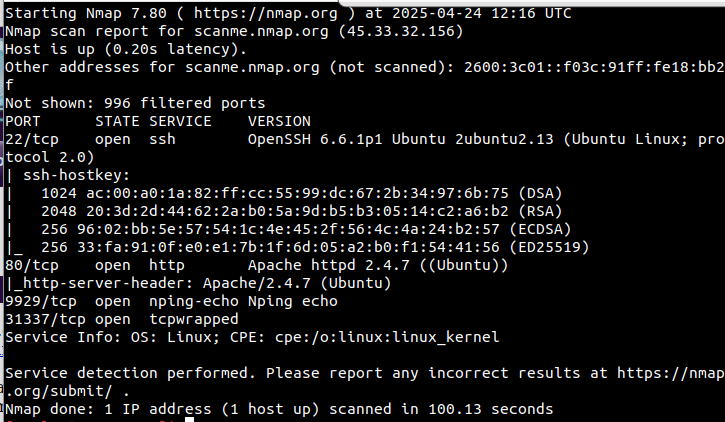 Starting Nmap 7.80 ( https://nmap.org ) at 2025-04-24 12:16 UTC
Nmap scan report for scanme.nmap.org (45.33.32.156)
Host is up (0.20s latency).
Other addresses for scanme.nmap.org (not scanned): 2600:3c01::f03c:91ff:fe18:bb2
f
Not shown: 996 filtered ports
PORT      STATE SERVICE    VERSION
22/tcp    open  ssh        OpenSSH 6.6.1p1 Ubuntu 2ubuntu2.13 (Ubuntu Linux; pro
tocol 2.0)
| ssh-hostkey:
|   1024 ac:00:a0:1a:82:ff:cc:55:99:dc:67:2b:34:97:6b:75 (DSA)
|   2048 20:3d:2d:44:62:2a:b0:5a:9d:b5:b3:05:14:c2:a6:b2 (RSA)
|   256 96:02:bb:5e:57:54:1c:4e:45:2f:56:4c:4a:24:b2:57 (ECDSA)
|_  256 33:fa:91:0f:e0:e1:7b:1f:6d:05:a2:b0:f1:54:41:56 (ED25519)
80/tcp    open  http       Apache httpd 2.4.7 ((Ubuntu))
|_http-server-header: Apache/2.4.7 (Ubuntu)
9929/tcp  open  nping-echo Nping echo
31337/tcp open  tcpwrapped
Service Info: OS: Linux; CPE: cpe:/o:linux:linux_kernel

Service detection performed. Please report any incorrect results at https://nmap
.org/submit/ .
Nmap done: 1 IP address (1 host up) scanned in 100.13 seconds